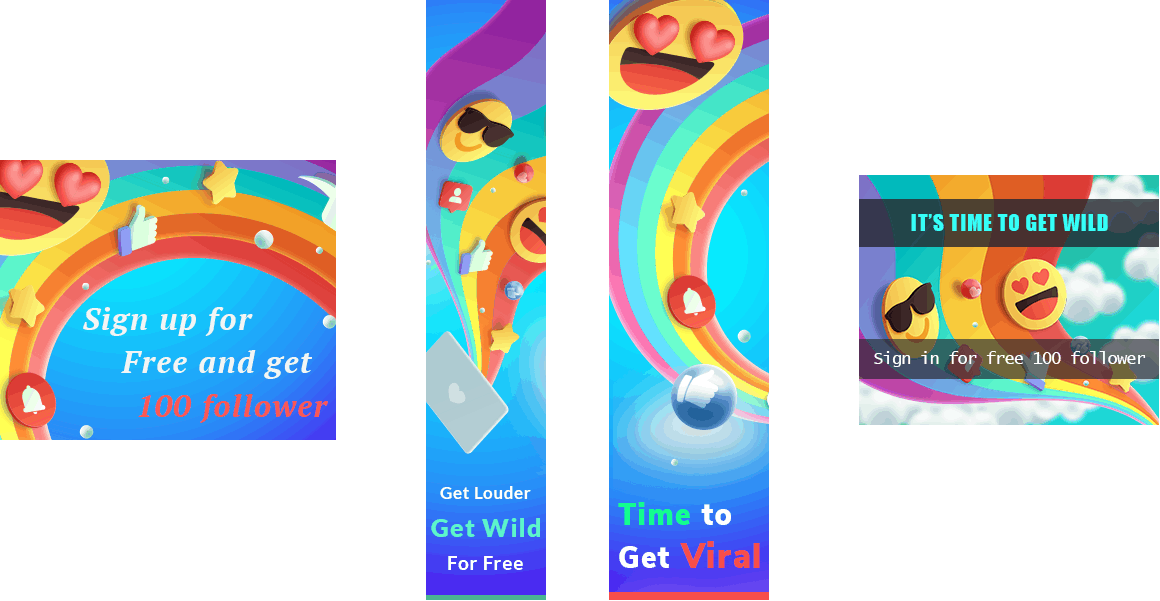 Sign up for
Free and get
100 follower
Get Louder
Get Wild
For Free
Time to
Get Viral
IT'S TIME TO GET WILD
Sign in for free 100 follower